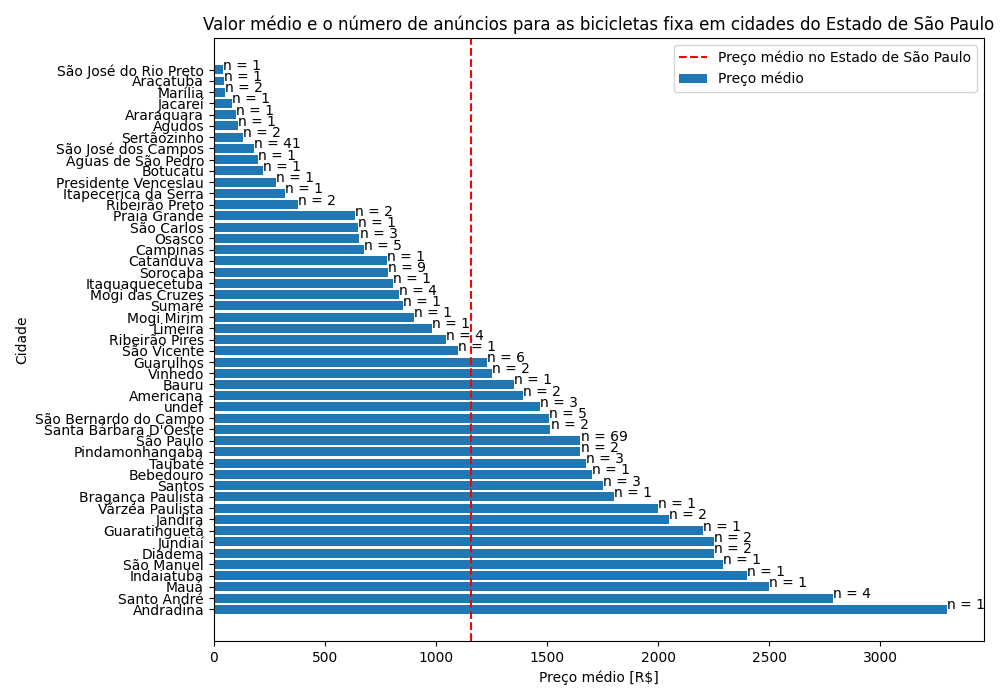 Valor médio e o número de anúncios para as bicicletas fixa em cidades do Estado de São Paulo
Preço médio no Estado de São Paulo
Preço médio
São José do Rio Preto n = 1
Araçatuba n = 1
Marília n = 2
Jacareí n = 1
Araraquara n = 1
Agudos n = 1
Sertãozinho n = 2
São José dos Campos n = 41
Águas de São Pedro n = 1
Botucatu n = 1
Presidente Venceslau n = 1
Itapecerica da Serra n = 1
Ribeirão Preto n = 2
Praia Grande n = 2
São Carlos n = 1
Osasco n = 3
Campinas n = 5
Catanduva n = 1
Sorocaba n = 9
Itaquaquecetuba n = 1
Mogi das Cruzes n = 4
Sumaré n = 1
Mogi Mirim n = 1
Limeira n = 1
Ribeirão Pires n = 4
São Vicente n = 1
Guarulhos n = 6
Vinhedo n = 2
Bauru n = 1
Americana n = 2
undef n = 3
São Bernardo do Campo n = 5
Santa Bárbara D'Oeste n = 2
São Paulo n = 69
Pindamonhangaba n = 2
Taubaté n = 3
Bebedouro n = 1
Santos n = 3
Bragança Paulista n = 1
Várzea Paulista n = 1
Jandira n = 2
Guaratinguetá n = 1
Jundiaí n = 2
Diadema n = 2
São Manuel n = 1
Indaiatuba n = 1
Mauá n = 1
Santo André n = 4
Andradina n = 1
Cidade
0 500 1000 1500 2000 2500 3000
Preço médio [R$]